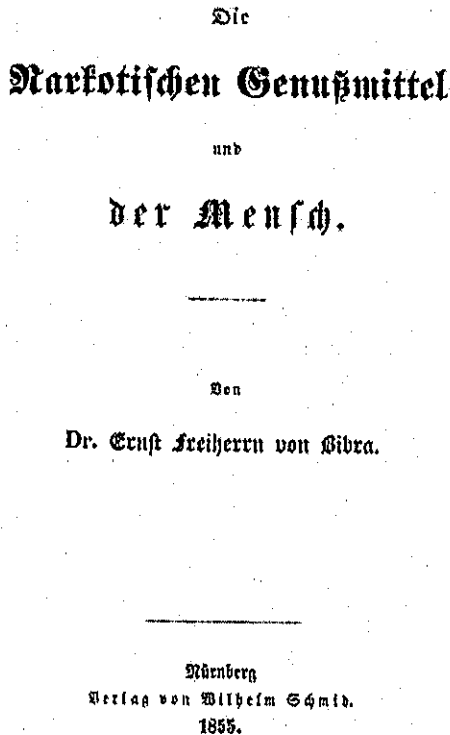 Die
Narkotischen Genußmittel
und
der Mensch.
Von
Dr. Ernst Freiherrn von Bibra.
Nürnberg
Verlag von Wilhelm Schmid.
1855.